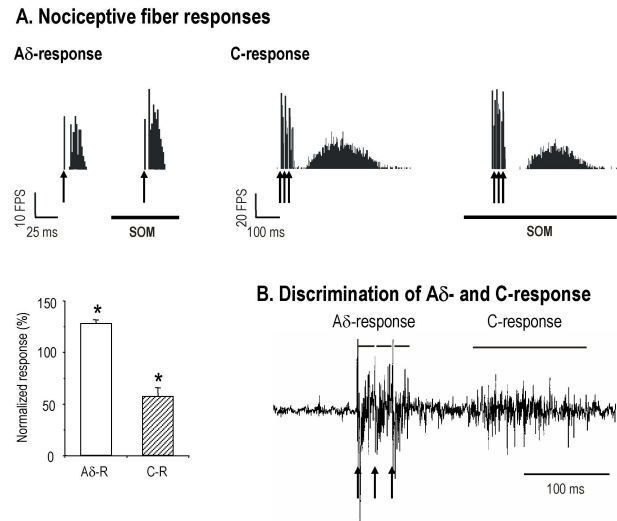 A. Nociceptive fiber responses
Aδ-response
C-response
10 FPS
25 ms
SOM
20 FPS
100 ms
SOM
Normalized response (%)
150
100
50
0
*
*
Aδ-R
C-R
B. Discrimination of Aδ- and C-response
Aδ-response
C-response
100 ms